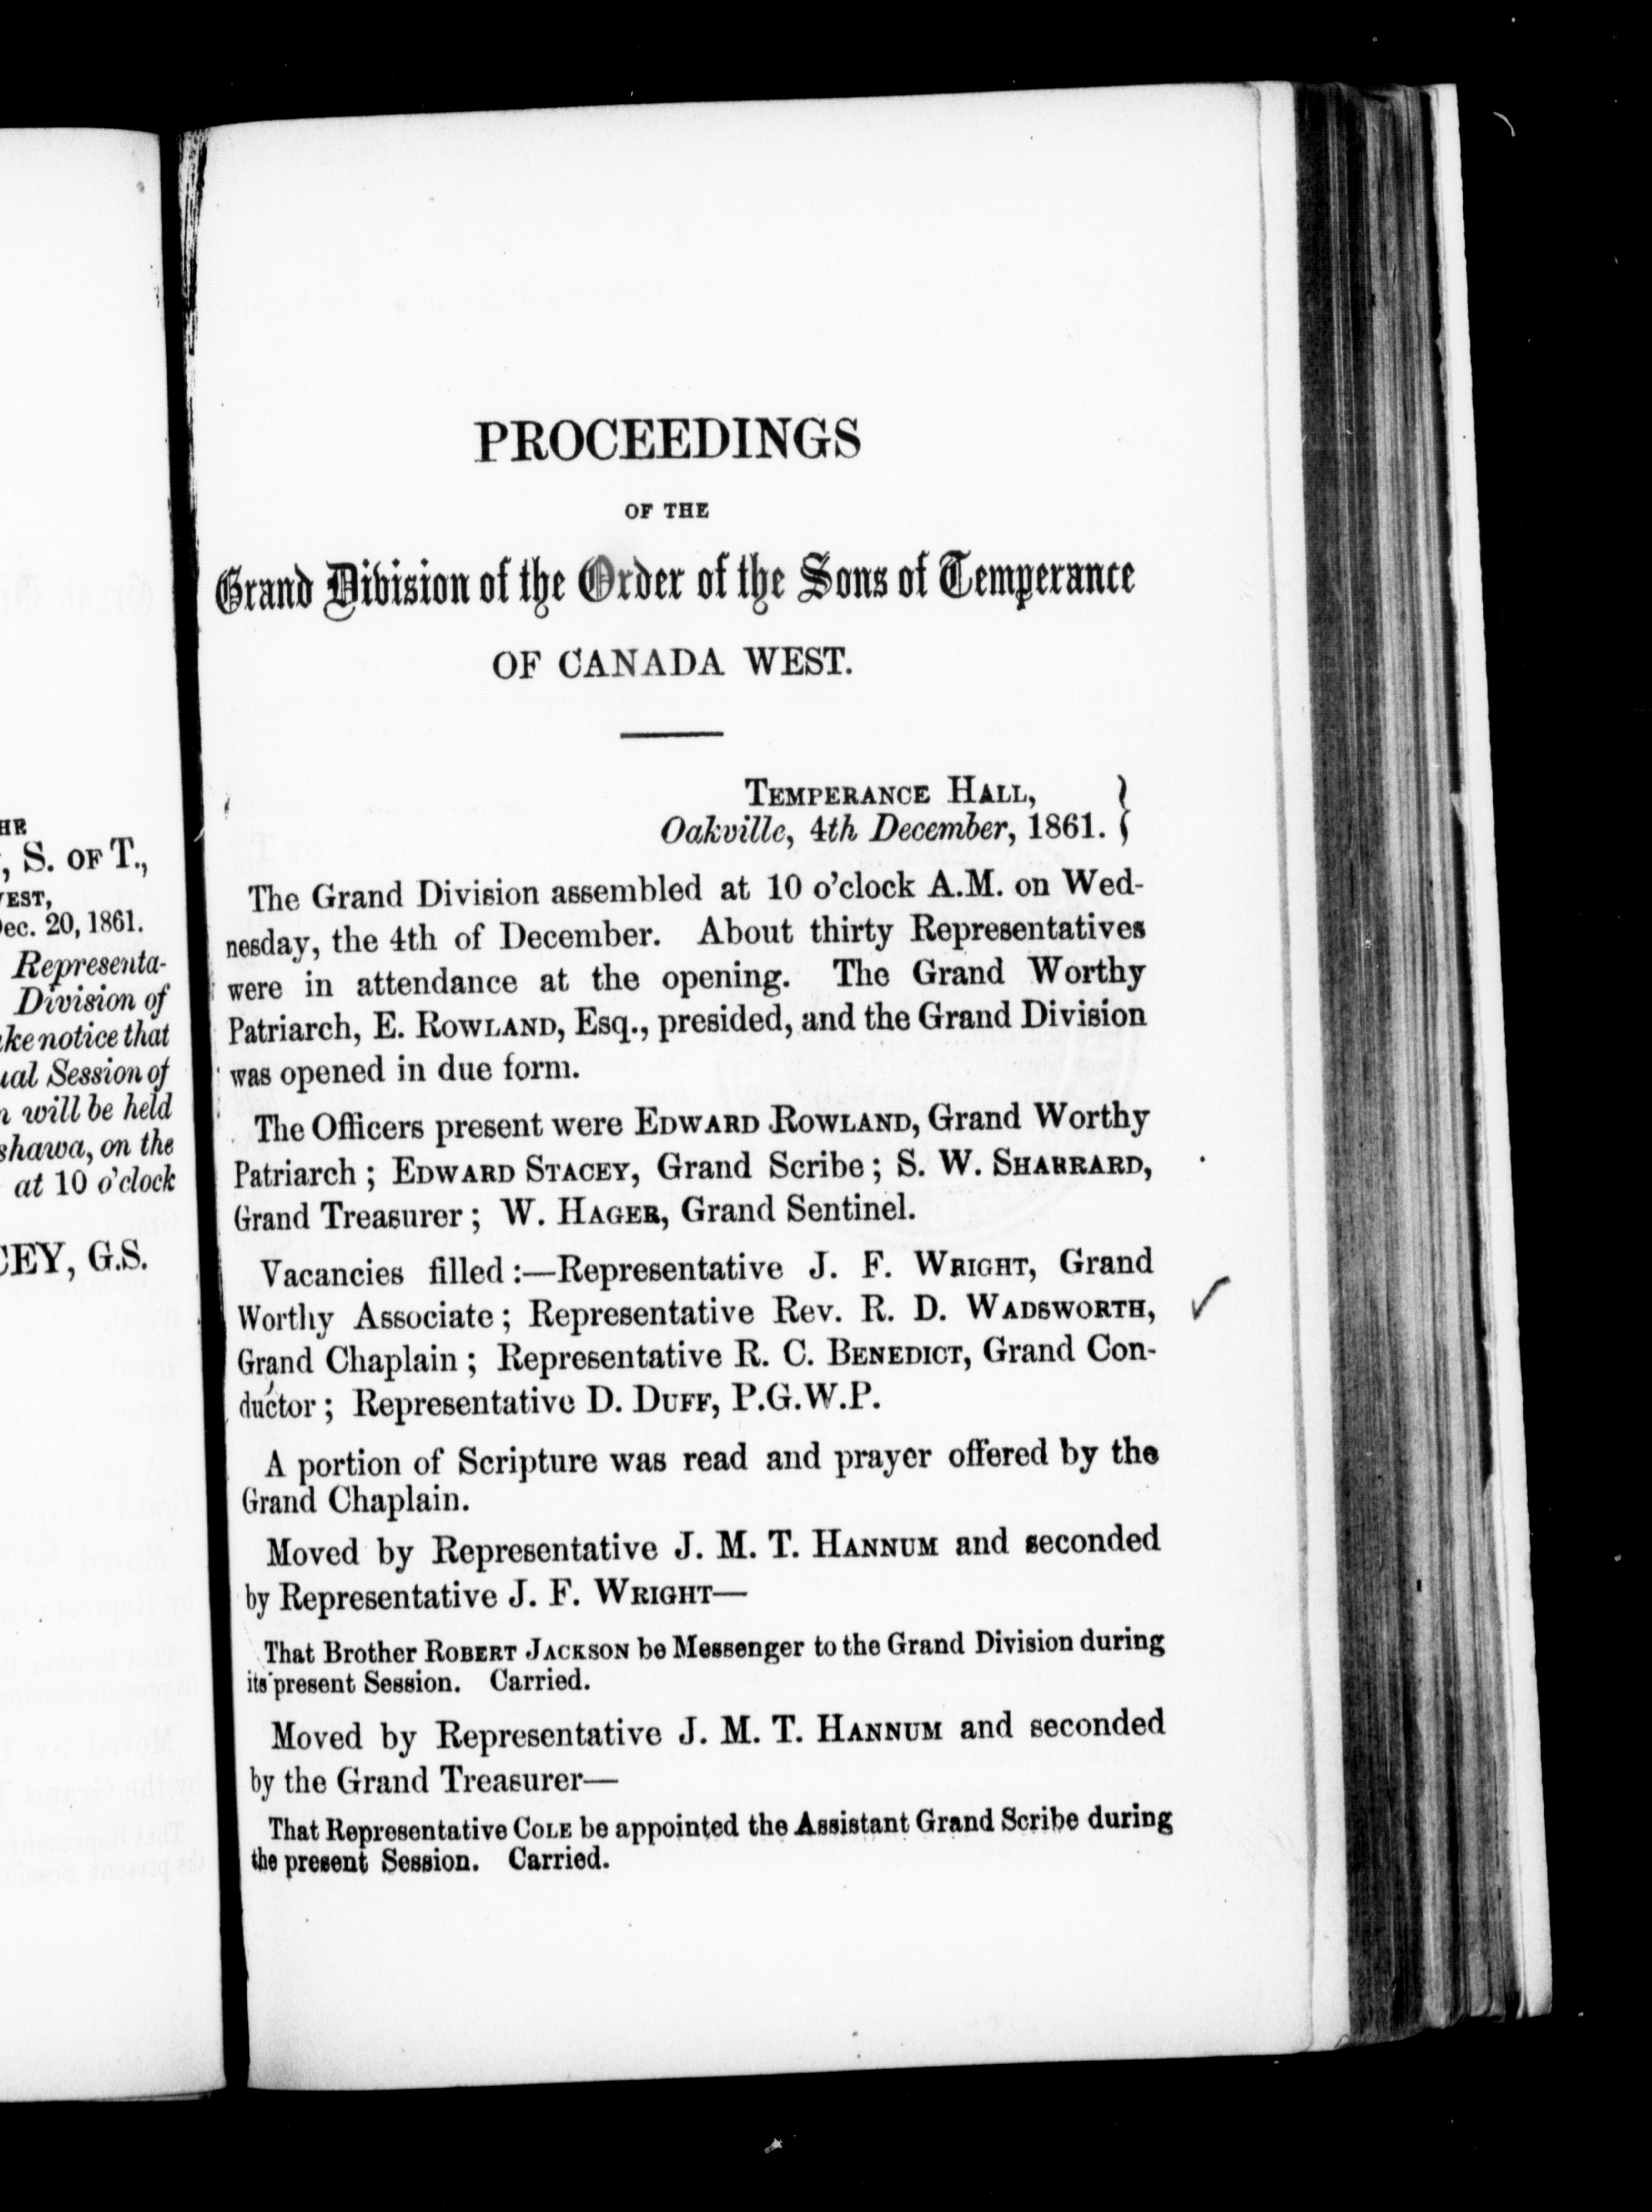 HE
, S. OF T.,
EST,
ec. 20, 1861.
Representa-
Division of
ke notice that
al Session of
will be held
shawa, on the
at 10 o'clock
CEY, G.S.
PROCEEDINGS
OF THE
Grand Division of the Order of the Sons of Temperance
OF CANADA WEST.
TEMPERANCE HALL,
Oakville, 4th December, 1861.
The Grand Division assembled at 10 o'clock A.M. on Wed-
nesday, the 4th of December. About thirty Representatives
were in attendance at the opening. The Grand Worthy
Patriarch, E. ROWLAND, Esq., presided, and the Grand Division
was opened in due form.
The Officers present were EDWARD ROWLAND, Grand Worthy
Patriarch ; EDWARD STACEY, Grand Scribe ; S. W. SHARRARD,
Grand Treasurer ; W. HAGER, Grand Sentinel.
Vacancies filled :—Representative J. F. WRIGHT, Grand
Worthy Associate ; Representative Rev. R. D. WADSWORTH,
Grand Chaplain ; Representative R. C. BENEDICT, Grand Con-
ductor ; Representative D. DUFF, P.G.W.P.
A portion of Scripture was read and prayer offered by the
Grand Chaplain.
Moved by Representative J. M. T. HANNUM and seconded
by Representative J. F. WRIGHT—
That Brother ROBERT JACKSON be Messenger to the Grand Division during
its present Session. Carried.
Moved by Representative J. M. T. HANNUM and seconded
by the Grand Treasurer—
That Representative COLE be appointed the Assistant Grand Scribe during
the present Session. Carried.